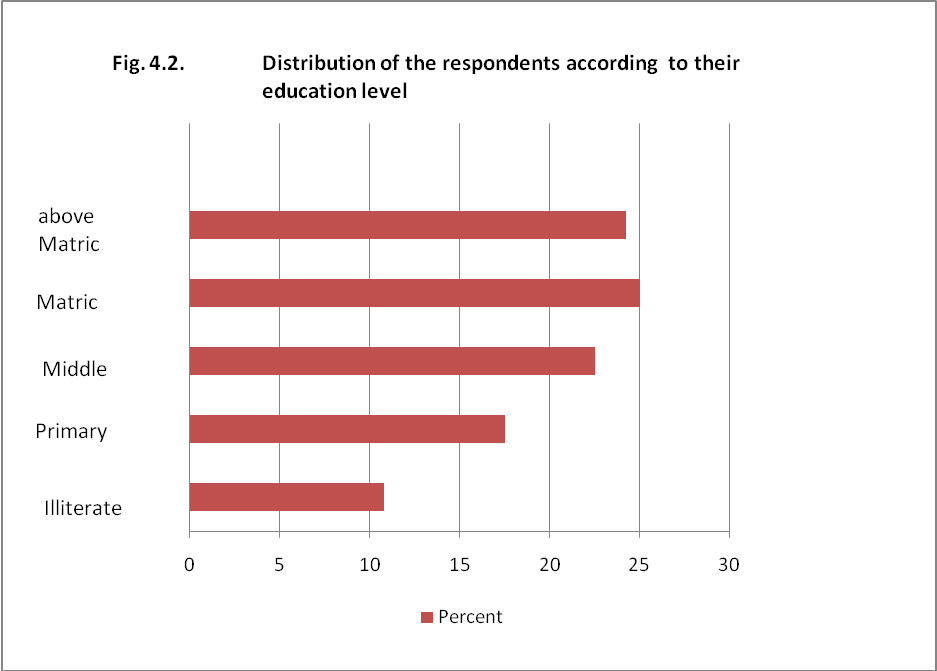 Fig. 4.2. Distribution of the respondents according to their
education level
above
Matric
Matric
Middle
Primary
Illiterate
0 5 10 15 20 25 30
Percent